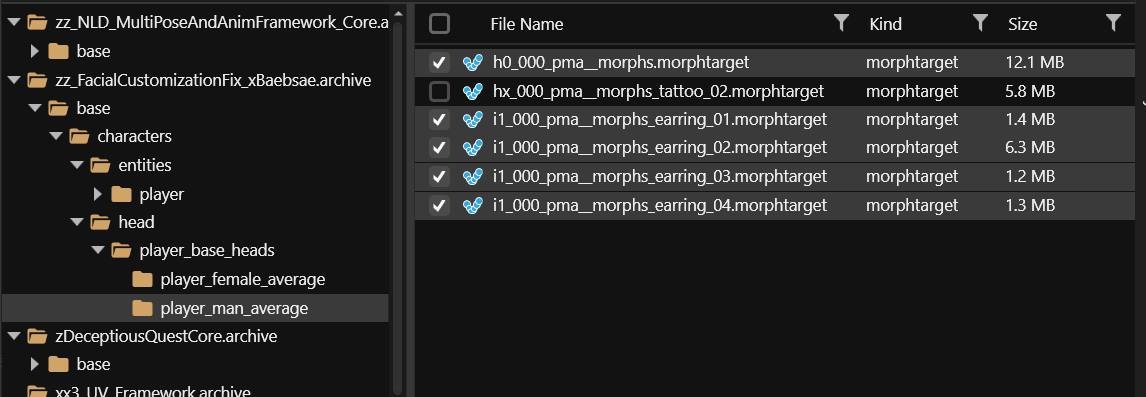 zz_NLD_MultiPoseAndAnimFramework_Core.a
base
zz_FacialCustomizationFix_xBaebsae.archive
base
characters
entities
player
head
player_base_heads
player_female_average
player_man_average
zDeceptiousQuestCore.archive
base
xx3_UV_Framework.archive
File Name Kind Size
h0_000_pma__morphs.morphtarget morphtarget 12.1 MB
hx_000_pma__morphs_tattoo_02.morphtarget morphtarget 5.8 MB
i1_000_pma__morphs_earring_01.morphtarget morphtarget 1.4 MB
i1_000_pma__morphs_earring_02.morphtarget morphtarget 6.3 MB
i1_000_pma__morphs_earring_03.morphtarget morphtarget 1.2 MB
i1_000_pma__morphs_earring_04.morphtarget morphtarget 1.3 MB